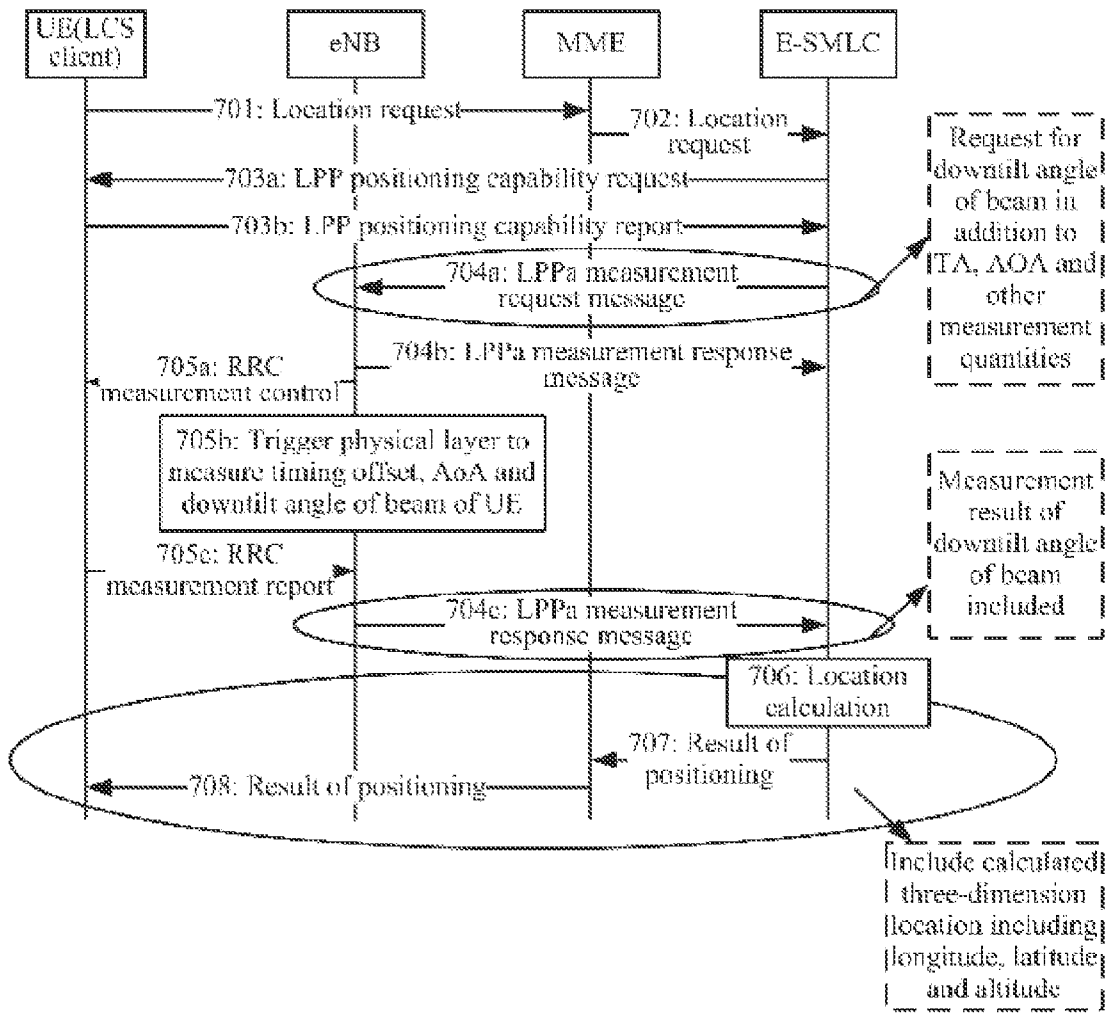 UE(LCS
client)
eNB
MME
E-SMLC
701: Location request
702: Location
request
703a: LPP positioning capability request
703b: LPP positioning capability report
704a: LPPa measurement
request message
Request for
downtilt angle
of beam in
addition to
TA, AOA and
other
measurement
quantities
704b: LPPa measurement response
message
705a: RRC
measurement control
705b: Trigger physical layer to
measure timing offset, AoA and
downtilt angle of beam of UE
705c: RRC
measurement report
704c: LPPa measurement
response message
Measurement
result of
downtilt angle
of beam
included
706: Location
calculation
707: Result of
positioning
708: Result of positioning
Include calculated
three-dimension
location including
longitude, latitude
and altitude